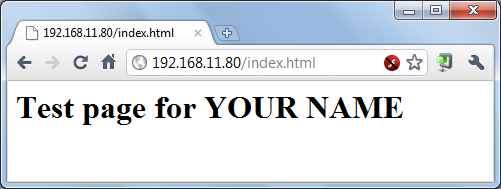 192.168.11.80/index.html
192.168.11.80/index.html
Test page for YOUR NAME